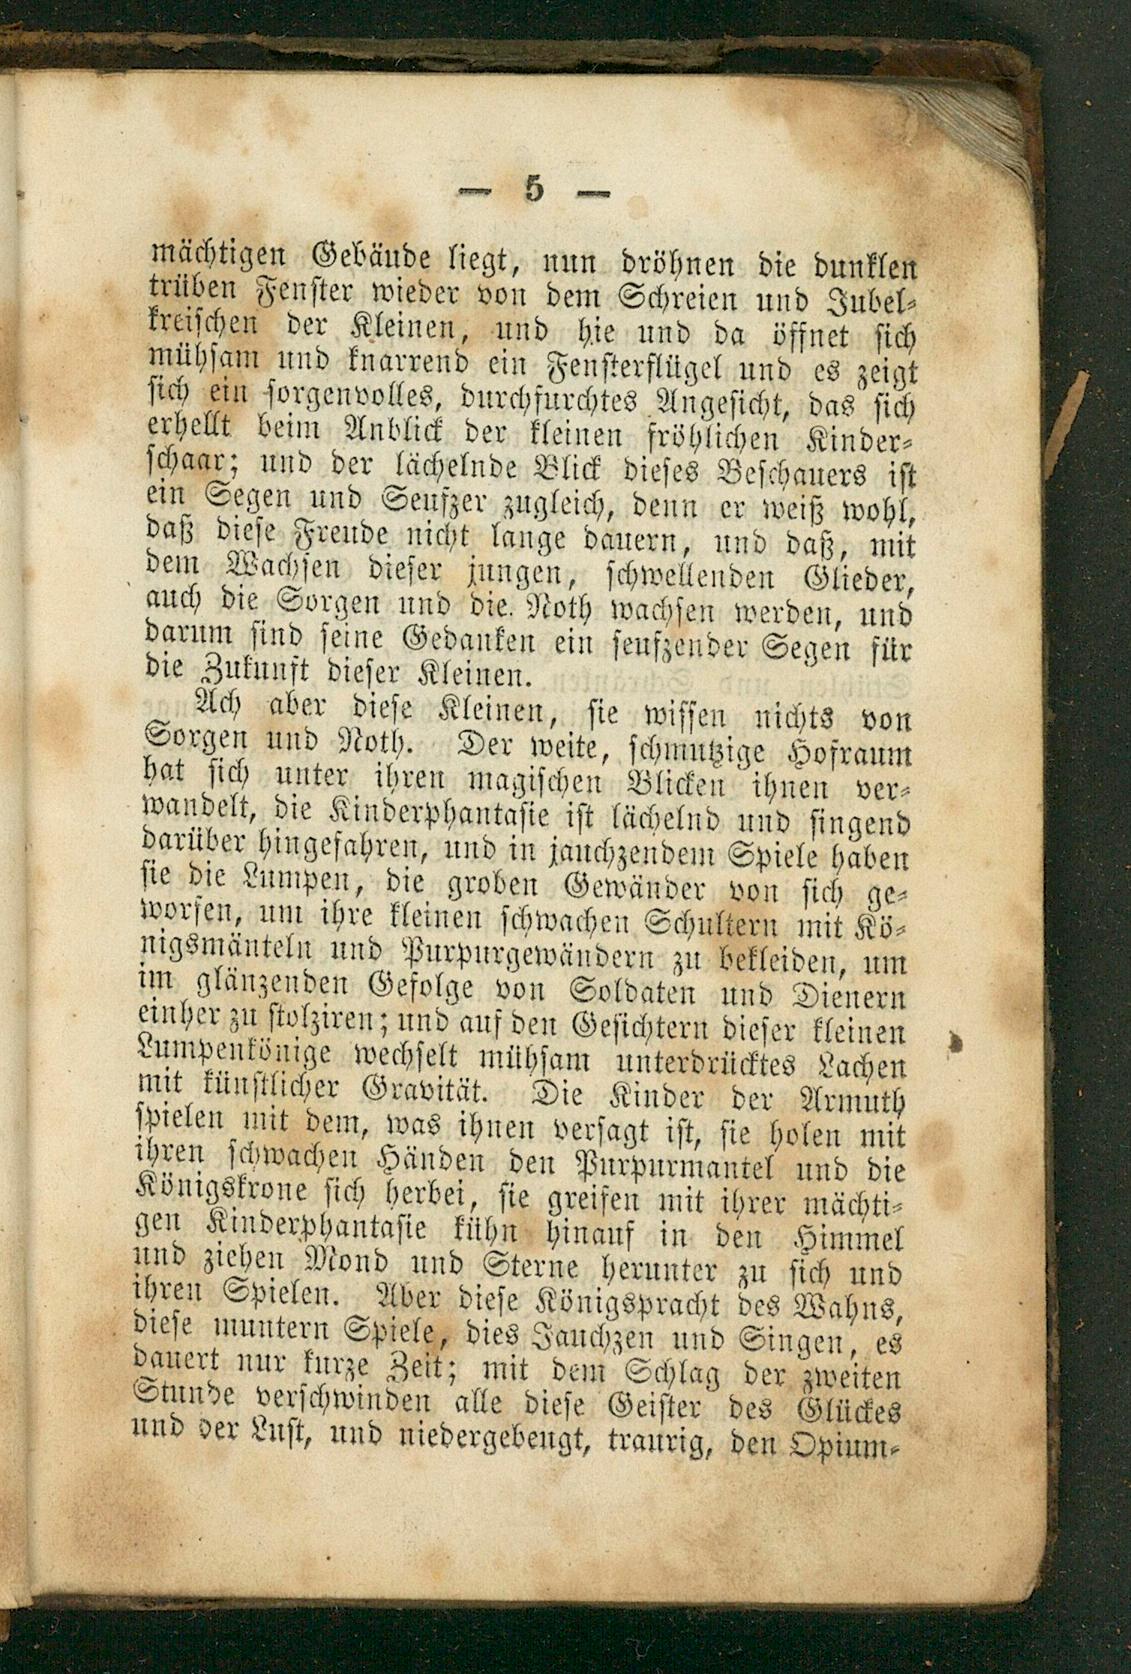 — 5 —
mächtigen Gebäude liegt, nun dröhnen die dunklen
trüben Fenster wieder von dem Schreien und Jubel-
kreischen der Kleinen, und hie und da öffnet sich
mühsam und knarrend ein Fensterflügel und es zeigt
sich ein sorgenvolles, durchfurchtes Angesicht, das sich
erhellt beim Anblick der kleinen fröhlichen Kinder-
schaar; und der lächelnde Blick dieses Beschauers ist
ein Segen und Seufzer zugleich, denn er weiß wohl,
daß diese Freude nicht lange dauern, und daß, mit
dem Wachsen dieser jungen, schwellenden Glieder,
auch die Sorgen und die Noth wachsen werden, und
darum sind seine Gedanken ein seufzender Segen für
die Zukunft dieser Kleinen.
Ach aber diese Kleinen, sie wissen nichts von
Sorgen und Noth. Der weite, schmutzige Hofraum
hat sich unter ihren magischen Blicken ihnen ver-
wandelt, die Kinderphantasie ist lächelnd und singend
darüber hingefahren, und in jauchzendem Spiele haben
sie die Lumpen, die groben Gewänder von sich ge-
worfen, um ihre kleinen schwachen Schultern mit Kö-
nigsmänteln und Purpurgewändern zu bekleiden, um
im glänzenden Gefolge von Soldaten und Dienern
einher zu stolziren; und auf den Gesichtern dieser kleinen
Lumpenkönige wechselt mühsam unterdrücktes Lachen
mit künstlicher Gravität. Die Kinder der Armuth
spielen mit dem, was ihnen versagt ist, sie holen mit
ihren schwachen Händen den Purpurmantel und die
Königskrone sich herbei, sie greifen mit ihrer mächti-
gen Kinderphantasie kühn hinauf in den Himmel
und ziehen Mond und Sterne herunter zu sich und
ihren Spielen. Aber diese Königspracht des Wahns,
diese muntern Spiele, dies Jauchzen und Singen, es
dauert nur kurze Zeit; mit dem Schlag der zweiten
Stunde verschwinden alle diese Geister des Glückes
und der Lust, und niedergebeugt, traurig, den Opium-